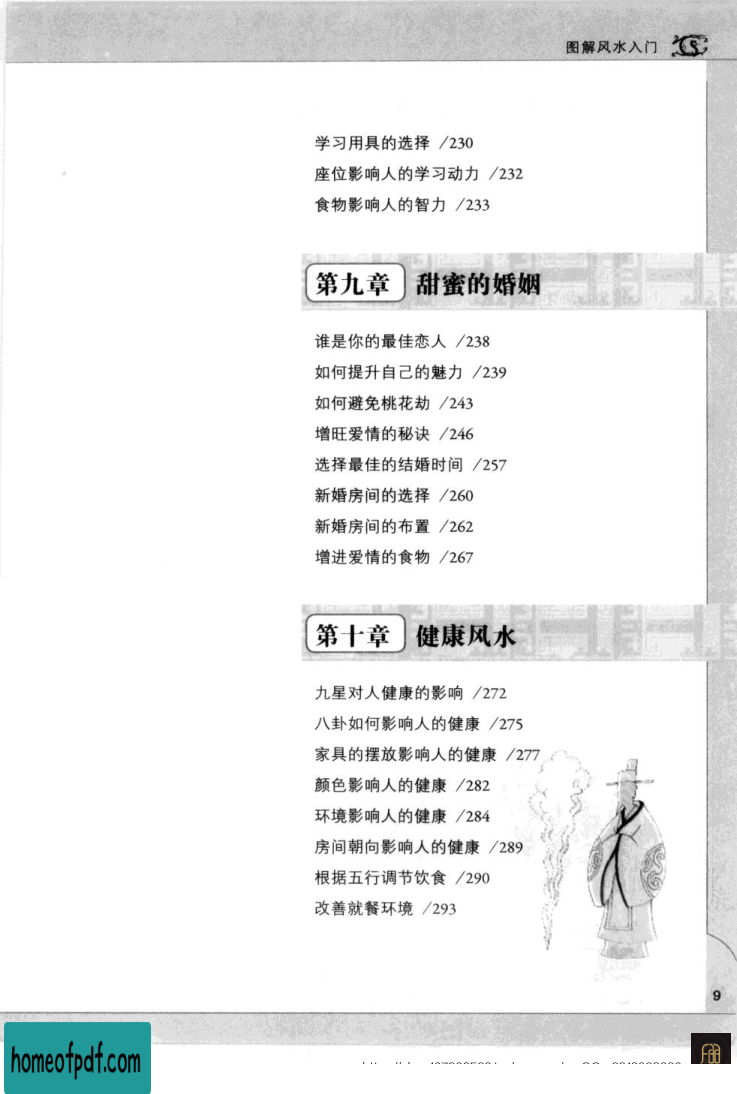 图解风水入门
学习用具的选择 /230
座位影响人的学习动力 /232
食物影响人的智力 /233
第九章 甜蜜的婚姻
谁是你的最佳恋人 /238
如何提升自己的魅力 /239
如何避免桃花劫 /243
增旺爱情的秘诀 /246
选择最佳的结婚时间 /257
新婚房间的选择 /260
新婚房间的布置 /262
增进爱情的食物 /267
第十章 健康风水
九星对人健康的影响 /272
八卦如何影响人的健康 /275
家具的摆放影响人的健康 /277
颜色影响人的健康 /282
环境影响人的健康 /284
房间朝向影响人的健康 /289
根据五行调节饮食 /290
改善就餐环境 /293
9
homeofpdf.com